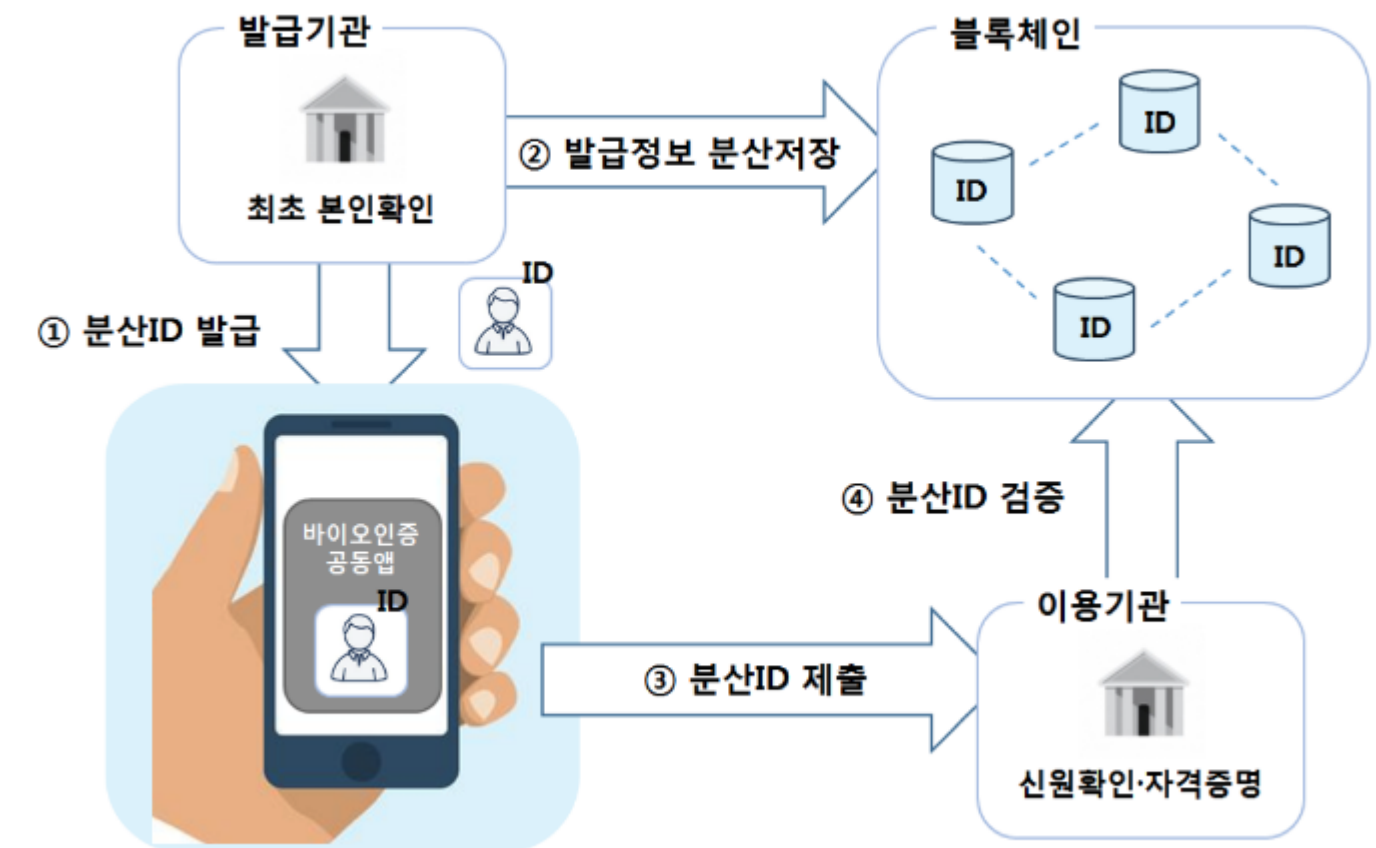 발급기관
최초 본인확인
② 발급정보 분산저장
블록체인
ID
ID
ID
ID
① 분산ID 발급
ID
바이오인증
공동앱
ID
③ 분산ID 제출
④ 분산ID 검증
이용기관
신원확인·자격증명